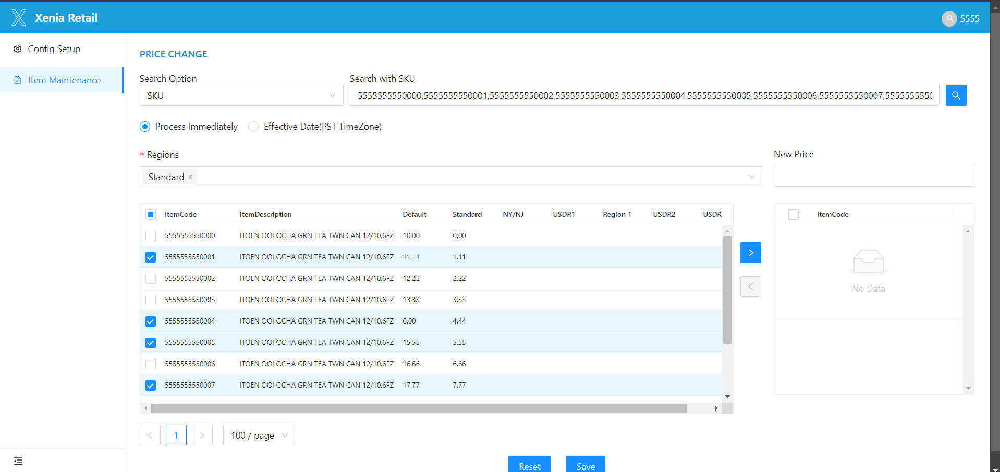 Xenia Retail
5555
Config Setup
Item Maintenance
PRICE CHANGE
Search Option
Search with SKU
SKU
5555555550000,5555555550001,5555555550002,5555555550003,5555555550004,5555555550005,5555555550006,5555555550007,5555555550
Process Immediately
Effective Date(PST TimeZone)
* Regions
New Price
Standard
ItemCode ItemDescription Default Standard NY/NJ USDR1 Region 1 USDR2 USDR
ItemCode
5555555550000 ITOEN OOI OCHA GRN TEA TWN CAN 12/10.6FZ 10.00 0.00
5555555550001 ITOEN OOI OCHA GRN TEA TWN CAN 12/10.6FZ 11.11 1.11
5555555550002 ITOEN OOI OCHA GRN TEA TWN CAN 12/10.6FZ 12.22 2.22
5555555550003 ITOEN OOI OCHA GRN TEA TWN CAN 12/10.6FZ 13.33 3.33
5555555550004 ITOEN OOI OCHA GRN TEA TWN CAN 12/10.6FZ 0.00 4.44
5555555550005 ITOEN OOI OCHA GRN TEA TWN CAN 12/10.6FZ 15.55 5.55
5555555550006 ITOEN OOI OCHA GRN TEA TWN CAN 12/10.6FZ 16.66 6.66
5555555550007 ITOEN OOI OCHA GRN TEA TWN CAN 12/10.6FZ 17.77 7.77
No Data
1
100 / page
Reset
Save